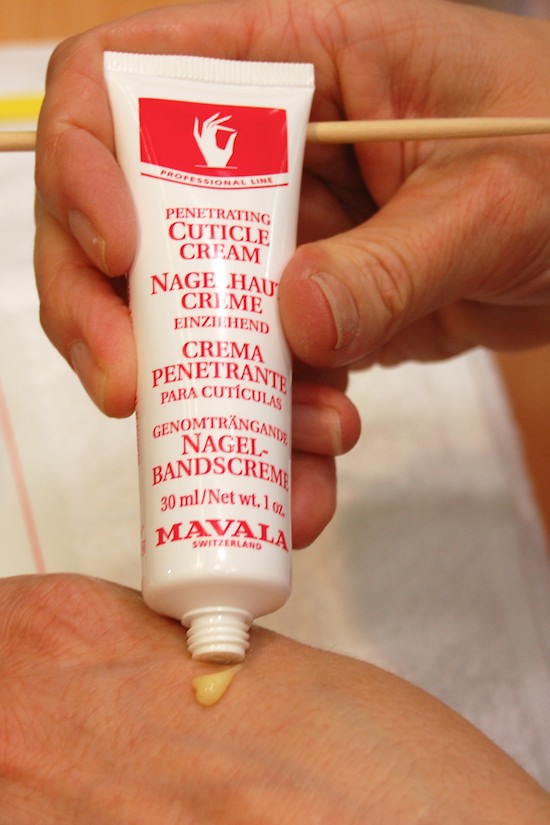 PROFESSIONAL LINE
PENETRATING
CUTICLE
CREAM
NAGELHAUT
CREME
EINZIEHEND
CREMA
PENETRANTE
PARA CUTÍCULAS
GENOMTRÄNGANDE
NAGEL-
BANDSCREME
30 ml/Net wt. 1 oz.
MAVALA
SWITZERLAND